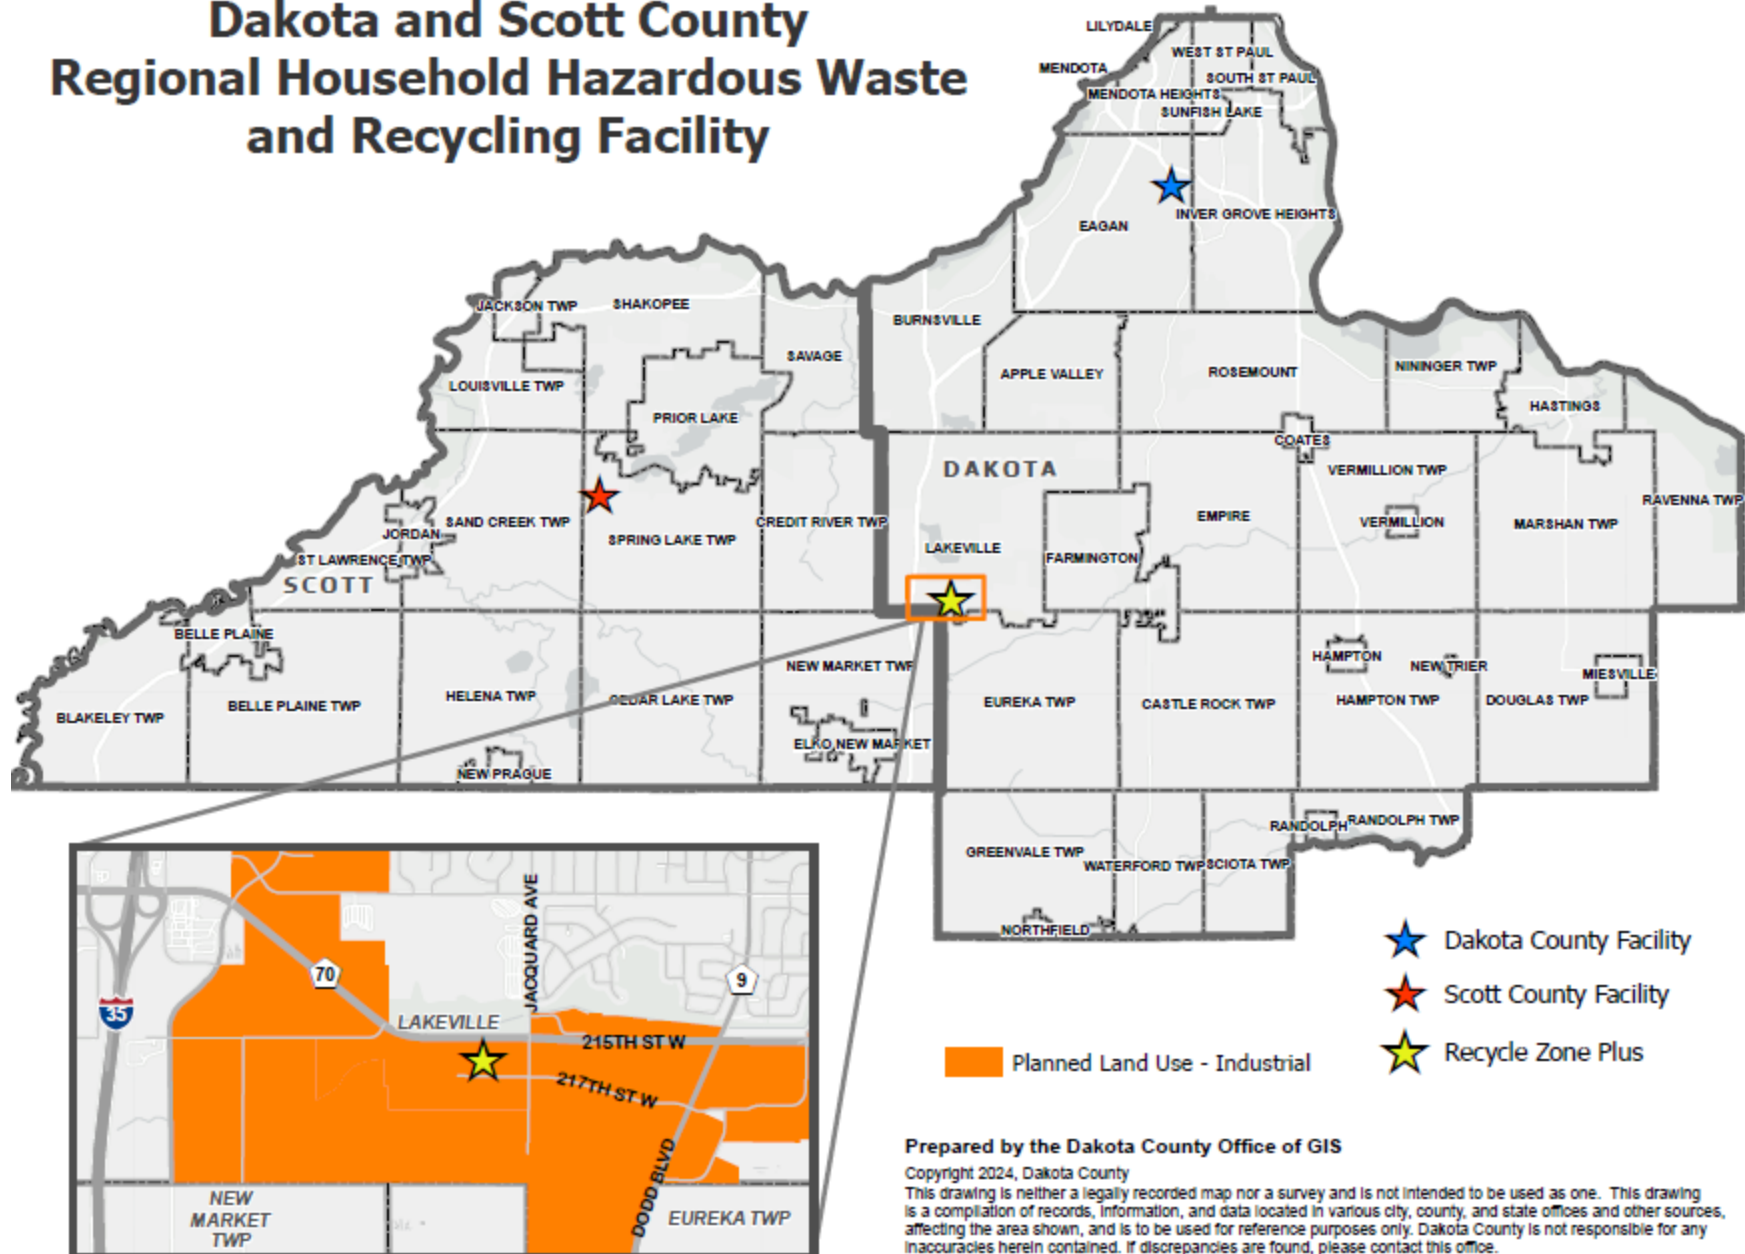 Dakota and Scott County
Regional Household Hazardous Waste
and Recycling Facility
LILYDALE
WEST ST PAUL
MENDOTA
SOUTH ST PAUL
MENDOTA HEIGHTS
SUNFISH LAKE
INVER GROVE HEIGHTS
EAGAN
JACKSON TWP
SHAKOPEE
BURNSVILLE
SAVAGE
APPLE VALLEY
ROSEMOUNT
NININGER TWP
LOUISVILLE TWP
PRIOR LAKE
HASTINGS
COATES
DAKOTA
VERMILLION TWP
RAVENNA TWP
SAND CREEK TWP
CREDIT RIVER TWP
EMPIRE
VERMILLION
MARSHAN TWP
JORDAN
SPRING LAKE TWP
LAKEVILLE
FARMINGTON
ST LAWRENCE TWP
SCOTT
BELLE PLAINE
NEW MARKET TWP
HAMPTON
NEW TRIER
MIESVILLE
HELENA TWP
CEDAR LAKE TWP
EUREKA TWP
CASTLE ROCK TWP
HAMPTON TWP
DOUGLAS TWP
BLAKELEY TWP
BELLE PLAINE TWP
ELKO NEW MARKET
NEW PRAGUE
RANDOLPH
RANDOLPH TWP
GREENVALE TWP
WATERFORD TWP
SCIOTA TWP
NORTHFIELD
JACQUARD AVE
70
9
35
LAKEVILLE
215TH ST W
217TH ST W
DODD BLVD
NEW
MARKET
TWP
EUREKA TWP
Dakota County Facility
Scott County Facility
Recycle Zone Plus
Planned Land Use - Industrial
Prepared by the Dakota County Office of GIS
Copyright 2024, Dakota County
This drawing is neither a legally recorded map nor a survey and is not intended to be used as one. This drawing
is a compilation of records, information, and data located in various city, county, and state offices and other sources,
affecting the area shown, and is to be used for reference purposes only. Dakota County is not responsible for any
inaccuracies herein contained. If discrepancies are found, please contact this office.